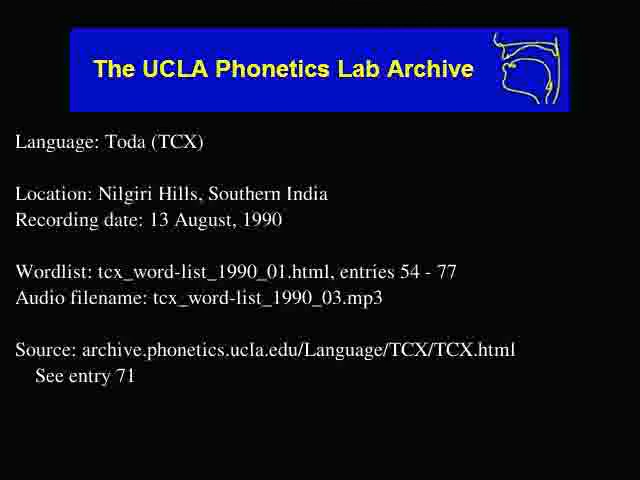 The UCLA Phonetics Lab Archive
Language: Toda (TCX)
Location: Nilgiri Hills, Southern India
Recording date: 13 August, 1990
Wordlist: tcx_word-list_1990_01.html, entries 54 - 77
Audio filename: tcx_word-list_1990_03.mp3
Source: archive.phonetics.ucla.edu/Language/TCX/TCX.html
See entry 71